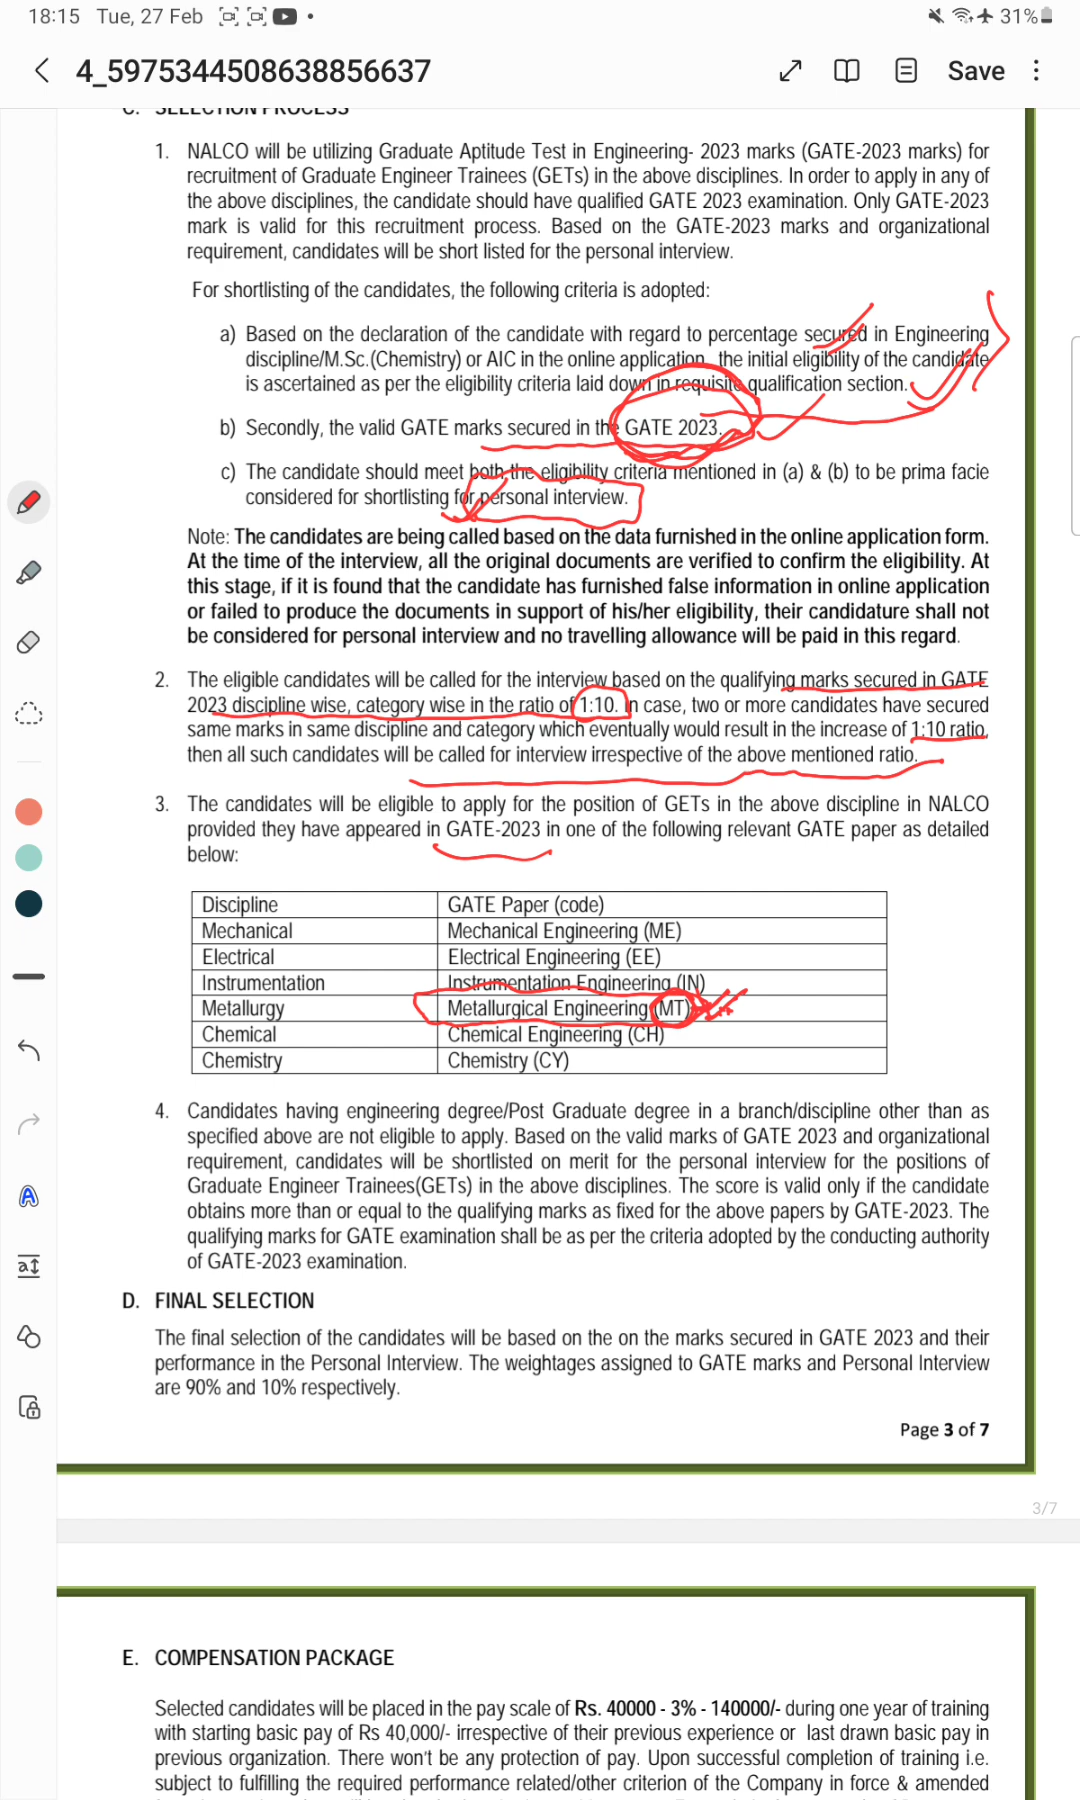 18:15 Tue, 27 Feb
31%
4_5975344508638856637
Save
C. SELECTION PROCESS
1. NALCO will be utilizing Graduate Aptitude Test in Engineering- 2023 marks (GATE-2023 marks) for
recruitment of Graduate Engineer Trainees (GETs) in the above disciplines. In order to apply in any of
the above disciplines, the candidate should have qualified GATE 2023 examination. Only GATE-2023
mark is valid for this recruitment process. Based on the GATE-2023 marks and organizational
requirement, candidates will be short listed for the personal interview.
For shortlisting of the candidates, the following criteria is adopted:
a) Based on the declaration of the candidate with regard to percentage secured in Engineering
discipline/M.Sc.(Chemistry) or AIC in the online application, the initial eligibility of the candidate
is ascertained as per the eligibility criteria laid down in requisite qualification section.
b) Secondly, the valid GATE marks secured in the GATE 2023.
c) The candidate should meet both the eligibility criteria mentioned in (a) & (b) to be prima facie
considered for shortlisting for personal interview.
Note: The candidates are being called based on the data furnished in the online application form.
At the time of the interview, all the original documents are verified to confirm the eligibility. At
this stage, if it is found that the candidate has furnished false information in online application
or failed to produce the documents in support of his/her eligibility, their candidature shall not
be considered for personal interview and no travelling allowance will be paid in this regard.
2. The eligible candidates will be called for the interview based on the qualifying marks secured in GATE
2023 discipline wise, category wise in the ratio of 1:10. In case, two or more candidates have secured
same marks in same discipline and category which eventually would result in the increase of 1:10 ratio,
then all such candidates will be called for interview irrespective of the above mentioned ratio.
3. The candidates will be eligible to apply for the position of GETs in the above discipline in NALCO
provided they have appeared in GATE-2023 in one of the following relevant GATE paper as detailed
below:
Discipline GATE Paper (code)
Mechanical Mechanical Engineering (ME)
Electrical Electrical Engineering (EE)
Instrumentation Instrumentation Engineering (IN)
Metallurgy Metallurgical Engineering (MT)
Chemical Chemical Engineering (CH)
Chemistry Chemistry (CY)
4. Candidates having engineering degree/Post Graduate degree in a branch/discipline other than as
specified above are not eligible to apply. Based on the valid marks of GATE 2023 and organizational
requirement, candidates will be shortlisted on merit for the personal interview for the positions of
Graduate Engineer Trainees(GETs) in the above disciplines. The score is valid only if the candidate
obtains more than or equal to the qualifying marks as fixed for the above papers by GATE-2023. The
qualifying marks for GATE examination shall be as per the criteria adopted by the conducting authority
of GATE-2023 examination.
D. FINAL SELECTION
The final selection of the candidates will be based on the on the marks secured in GATE 2023 and their
performance in the Personal Interview. The weightages assigned to GATE marks and Personal Interview
are 90% and 10% respectively.
Page 3 of 7
3/7
E. COMPENSATION PACKAGE
Selected candidates will be placed in the pay scale of Rs. 40000 - 3% - 140000/- during one year of training
with starting basic pay of Rs 40,000/- irrespective of their previous experience or last drawn basic pay in
previous organization. There won't be any protection of pay. Upon successful completion of training i.e.
subject to fulfilling the required performance related/other criterion of the Company in force & amended